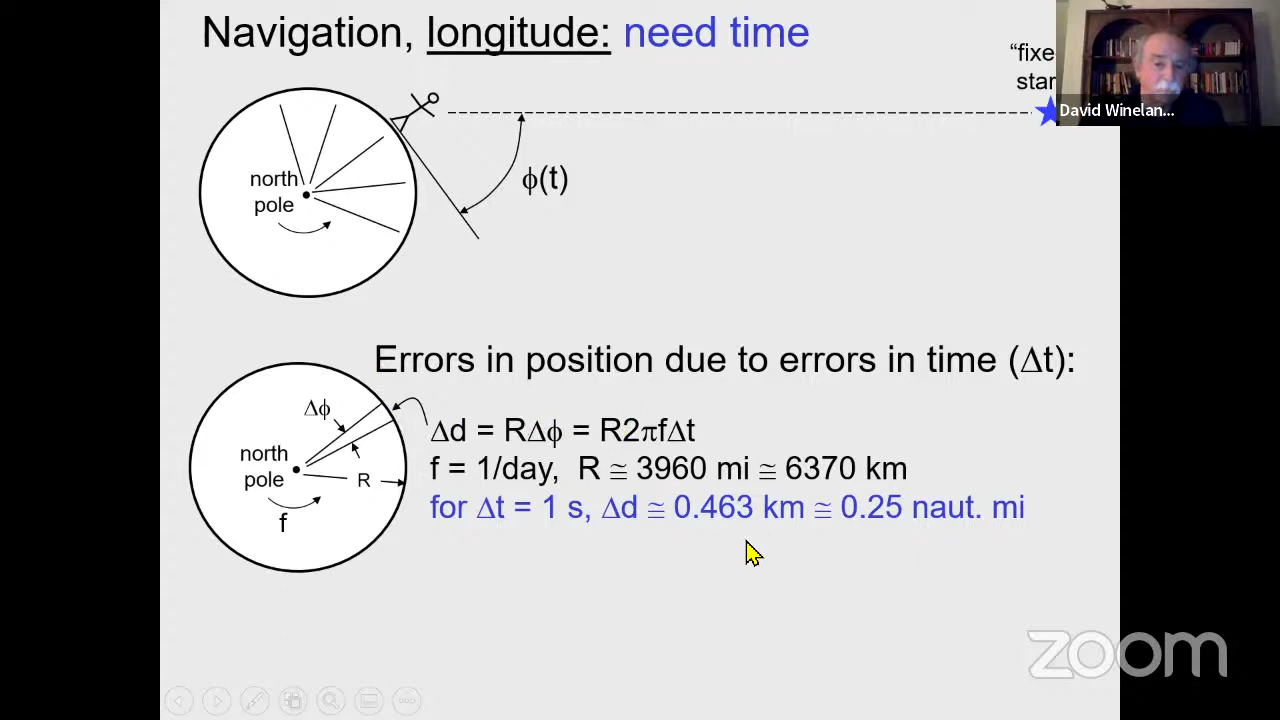 Navigation, longitude: need time
"fixe
star
David Winelan...
north
pole
ϕ(t)
Errors in position due to errors in time (Δt):
Δϕ
Δd = RΔϕ = R2πfΔt
north
pole
f = 1/day, R ≅ 3960 mi ≅ 6370 km
R
for Δt = 1 s, Δd ≅ 0.463 km ≅ 0.25 naut. mi
f
zoom